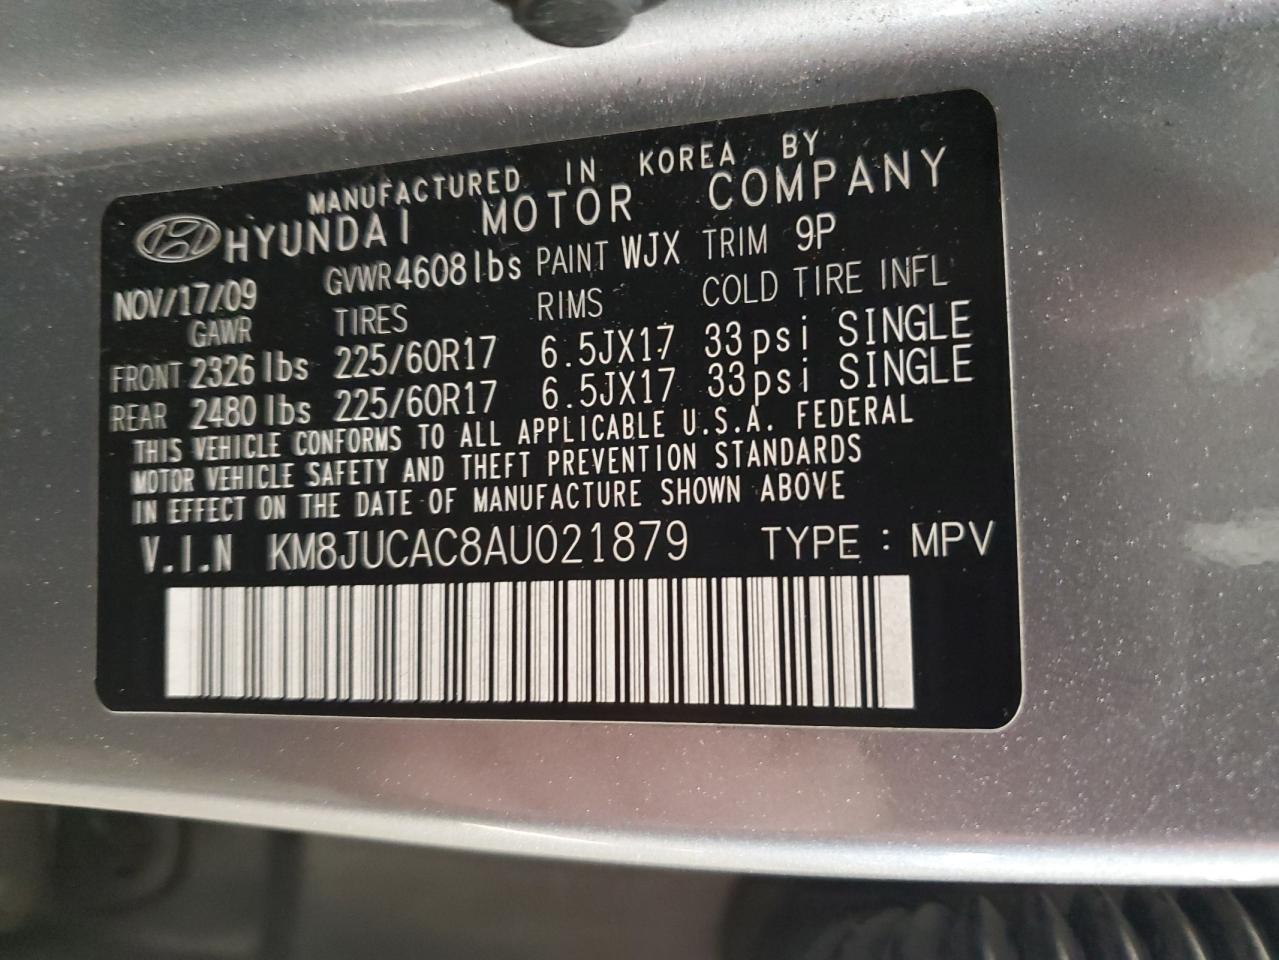 MANUFACTURED IN KOREA BY
HYUNDAI MOTOR COMPANY
NOV/17/09 GVWR 4608 lbs PAINT WJX TRIM 9P
GAWR TIRES RIMS COLD TIRE INFL
FRONT 2326 lbs 225/60R17 6.5JX17 33psi SINGLE
REAR 2480 lbs 225/60R17 6.5JX17 33psi SINGLE
THIS VEHICLE CONFORMS TO ALL APPLICABLE U.S.A. FEDERAL
MOTOR VEHICLE SAFETY AND THEFT PREVENTION STANDARDS
IN EFFECT ON THE DATE OF MANUFACTURE SHOWN ABOVE
V.I.N KM8JUCAC8AU021879 TYPE : MPV